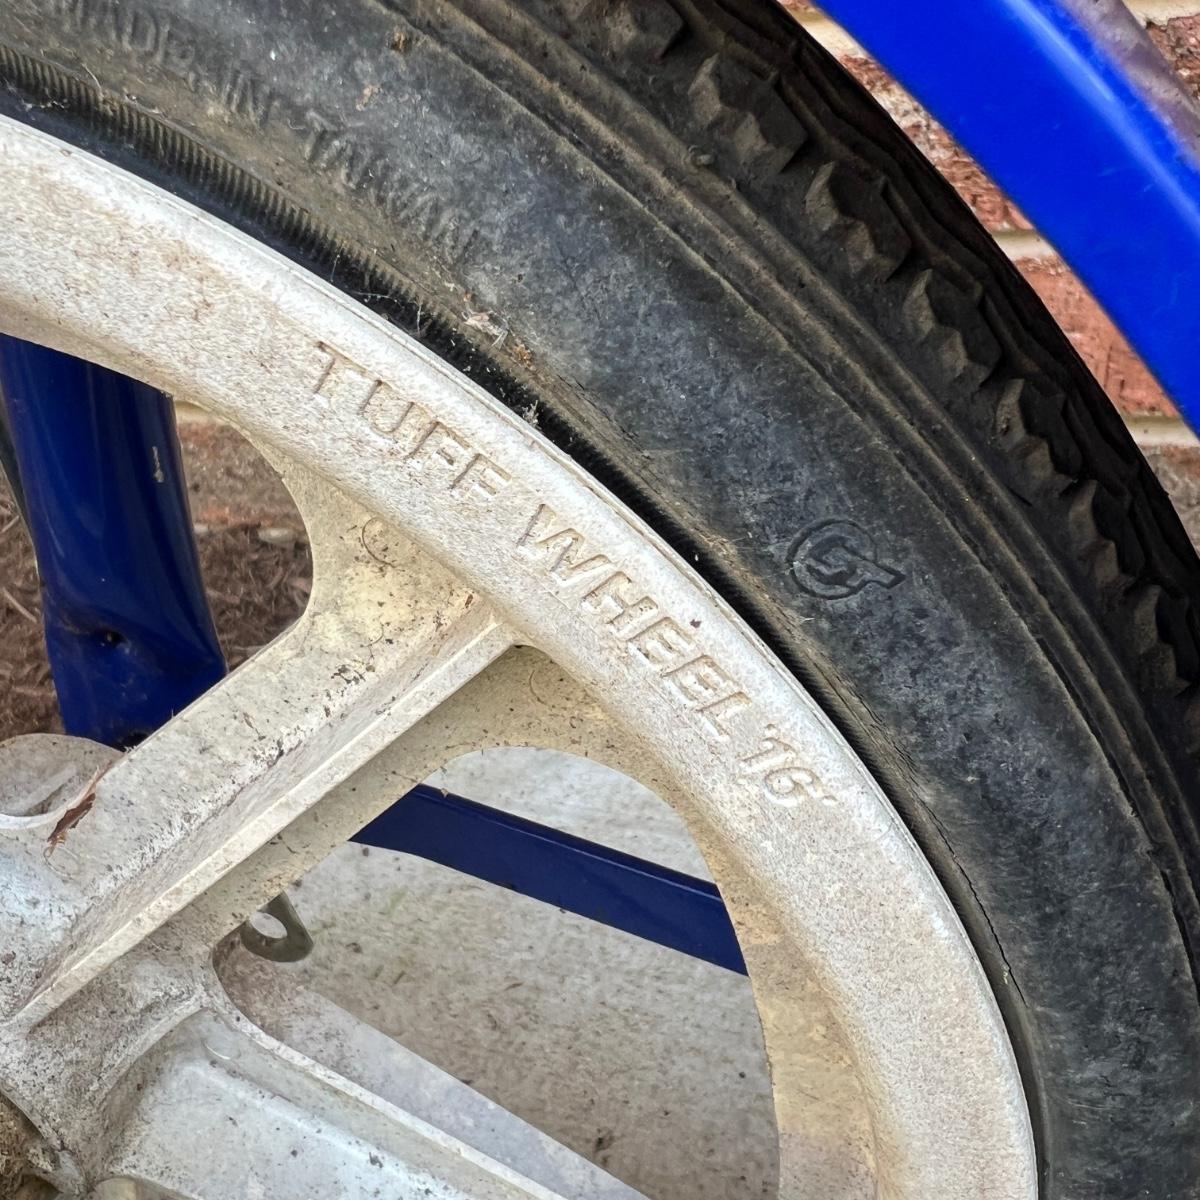 MADE IN TAIWAN
TUFF WHEEL 16"
G